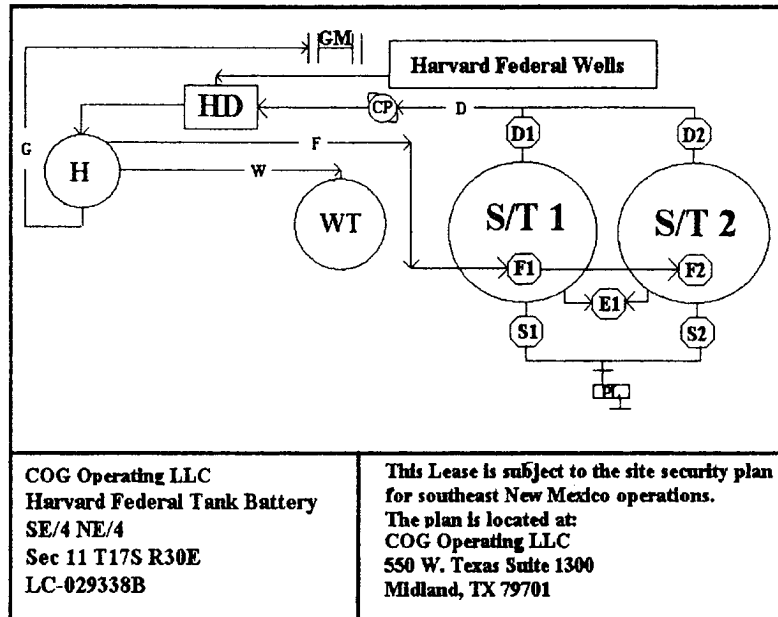 GM
Harvard Federal Wells
HD
CP
D
D1
D2
G
F
H
W
WT
S/T 1
S/T 2
F1
F2
E1
S1
S2
PL
COG Operating LLC
Harvard Federal Tank Battery
SE/4 NE/4
Sec 11 T17S R30E
LC-029338B
This Lease is subject to the site security plan
for southeast New Mexico operations.
The plan is located at:
COG Operating LLC
550 W. Texas Suite 1300
Midland, TX 79701